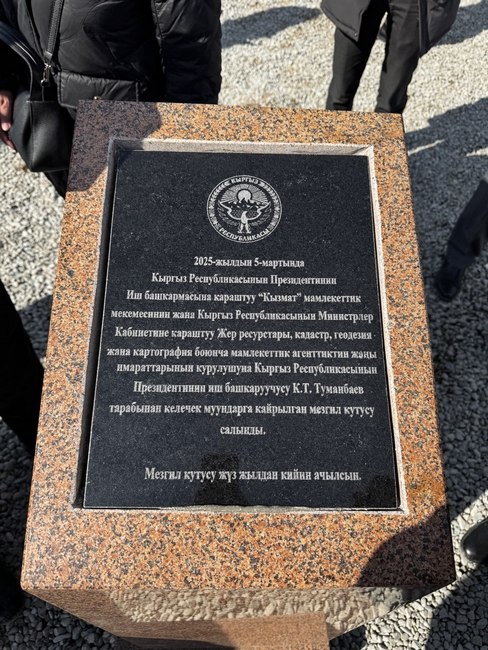 КЫРГЫЗ
РЕСПУБЛИКАСЫ
2025-жылдын 5-мартында
Кыргыз Республикасынын Президентинин
Иш башкармасына караштуу “Кызмат” мамлекеттик
мекемесинин жана Кыргыз Республикасынын Министрлер
Кабинетине караштуу Жер ресурстары, кадастр, геодезия
жана картография боюнча мамлекеттик агенттиктин жаңы
имараттарынын курулушуна Кыргыз Республикасынын
Президентинин иш башкаруучусу К.Т. Туманбаев
тарабынан келечек муундарга кайрылган мезгил кутусу
салынды.
Мезгил кутусу жүз жылдан кийин ачылсын.